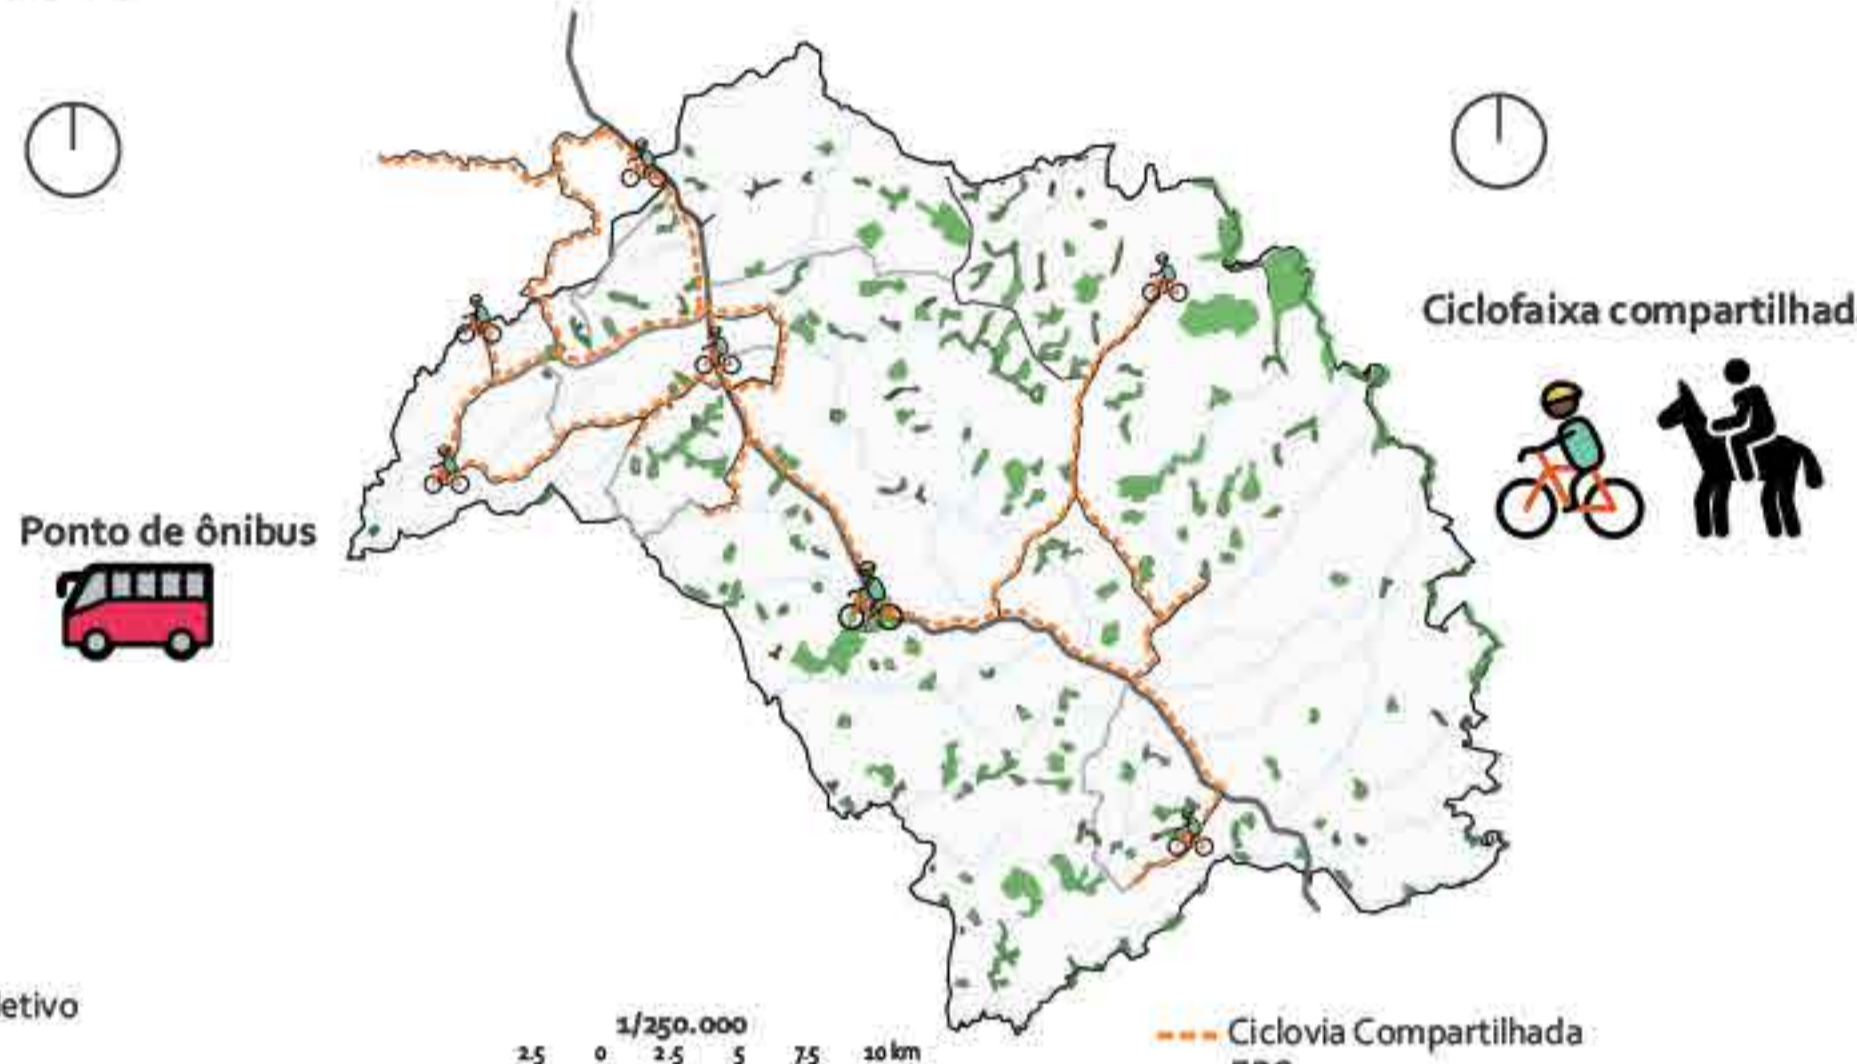 Ciclofaixa compartilhad
Ponto de ônibus
letivo
1/250.000
2.5 0 2.5 5 7.5 10 km
Ciclovia Compartilhada